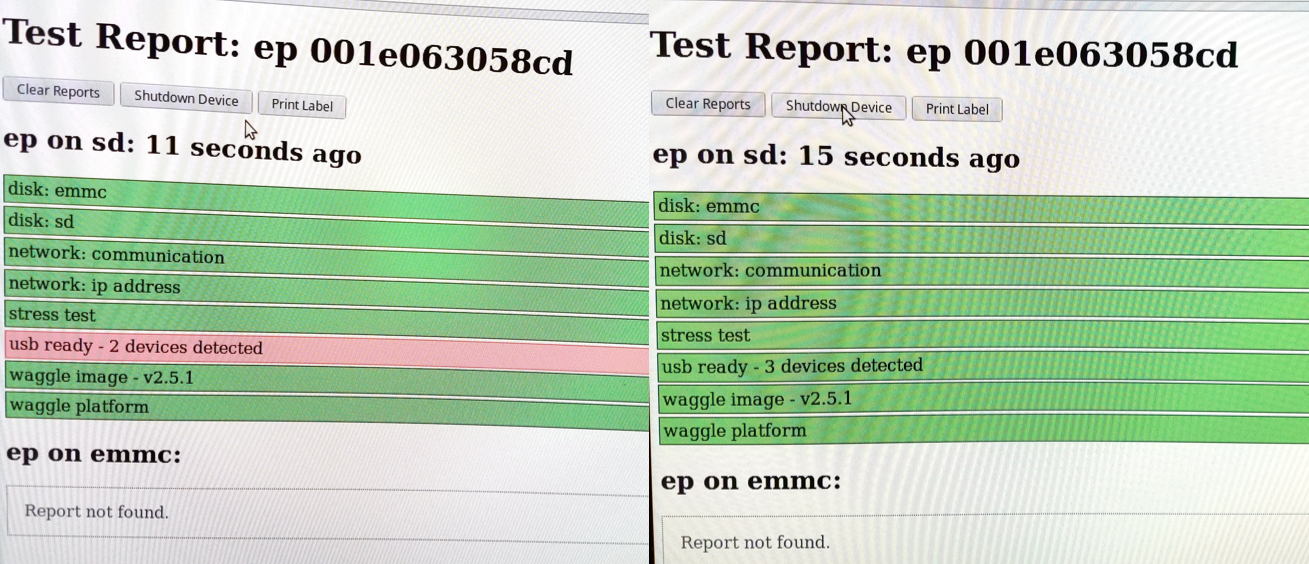 Test Report: ep 001e063058cd
Clear Reports Shutdown Device Print Label
ep on sd: 11 seconds ago
disk: emmc
disk: sd
network: communication
network: ip address
stress test
usb ready - 2 devices detected
waggle image - v2.5.1
waggle platform
ep on emmc:
Report not found.
Test Report: ep 001e063058cd
Clear Reports Shutdown Device Print Label
ep on sd: 15 seconds ago
disk: emmc
disk: sd
network: communication
network: ip address
stress test
usb ready - 3 devices detected
waggle image - v2.5.1
waggle platform
ep on emmc:
Report not found.